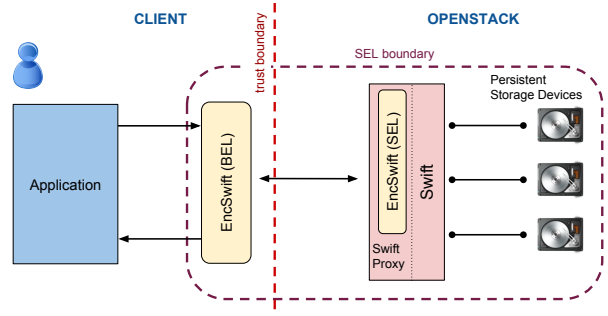 CLIENT
OPENSTACK
trust boundary
SEL boundary
Persistent
Storage Devices
Application
EncSwift (BEL)
EncSwift (SEL)
Swift
Swift
Proxy